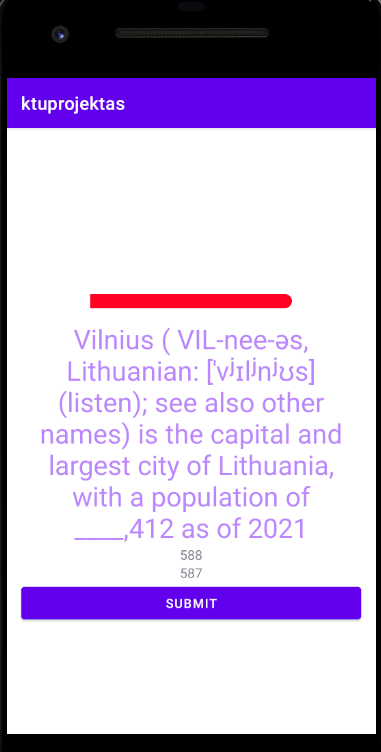 ktuprojektas
Vilnius ( VIL-nee-əs,
Lithuanian: [ˈvʲɪlʲnʲʊs]
(listen); see also other
names) is the capital and
largest city of Lithuania,
with a population of
____,412 as of 2021
588
587
SUBMIT